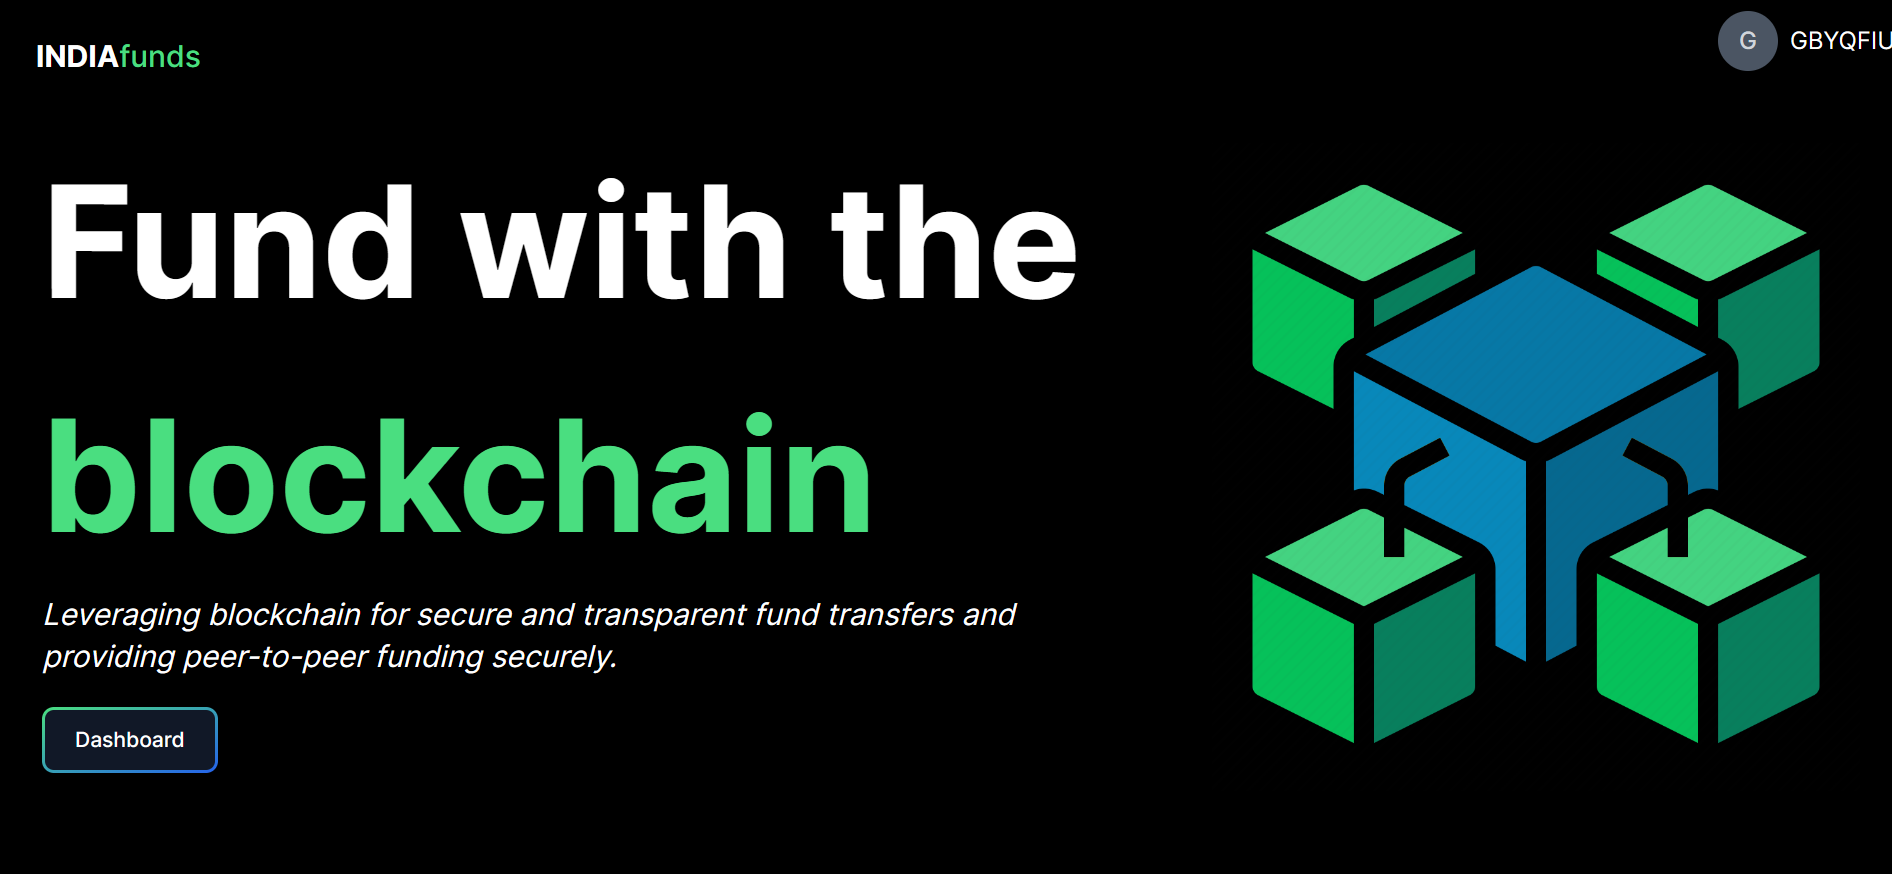 INDIAfunds
G
GBYQFIU
Fund with the
blockchain
Leveraging blockchain for secure and transparent fund transfers and
providing peer-to-peer funding securely.
Dashboard